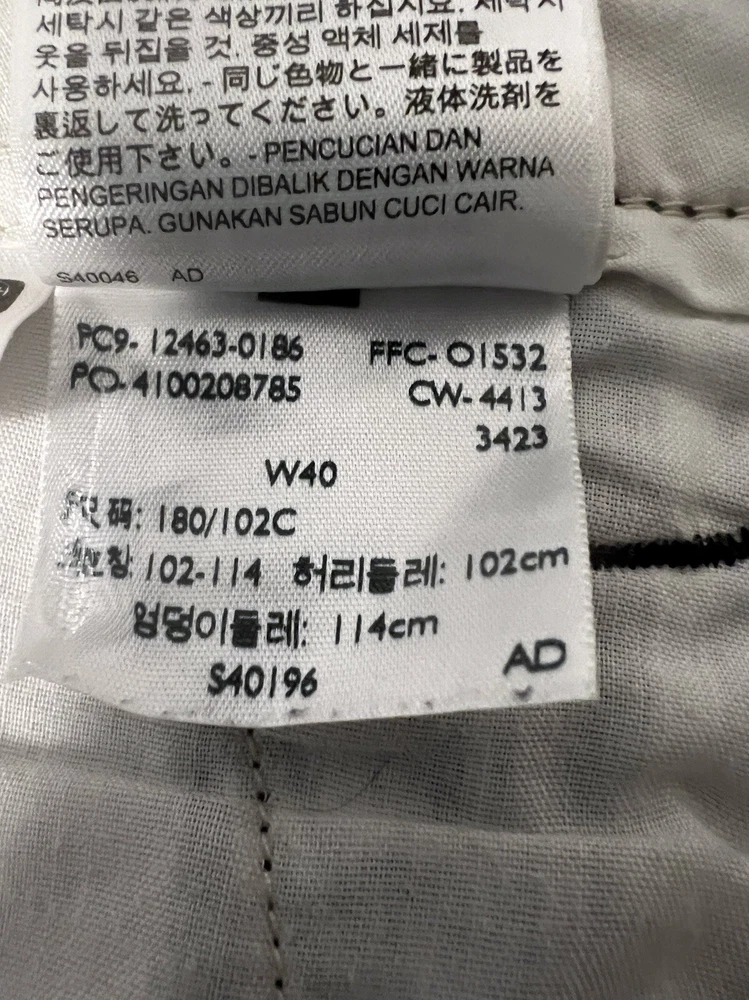 세탁시 같은 색상끼리 하십시오. 세탁시
옷을 뒤집을 것. 중성 액체 세제를
사용하세요. - 同じ色物と一緒に製品を
裏返して洗ってください。液体洗剤を
ご使用下さい。- PENCUCIAN DAN
PENGERINGAN DIBALIK DENGAN WARNA
SERUPA. GUNAKAN SABUN CUCI CAIR.
S40046 AD
PC9-12463-0186 FFC-O1532
PO-4100208785 CW-4413
3423
W40
尺码: 180/102C
102-114 허리둘레: 102cm
엉덩이둘레: 114cm
S40196 AD